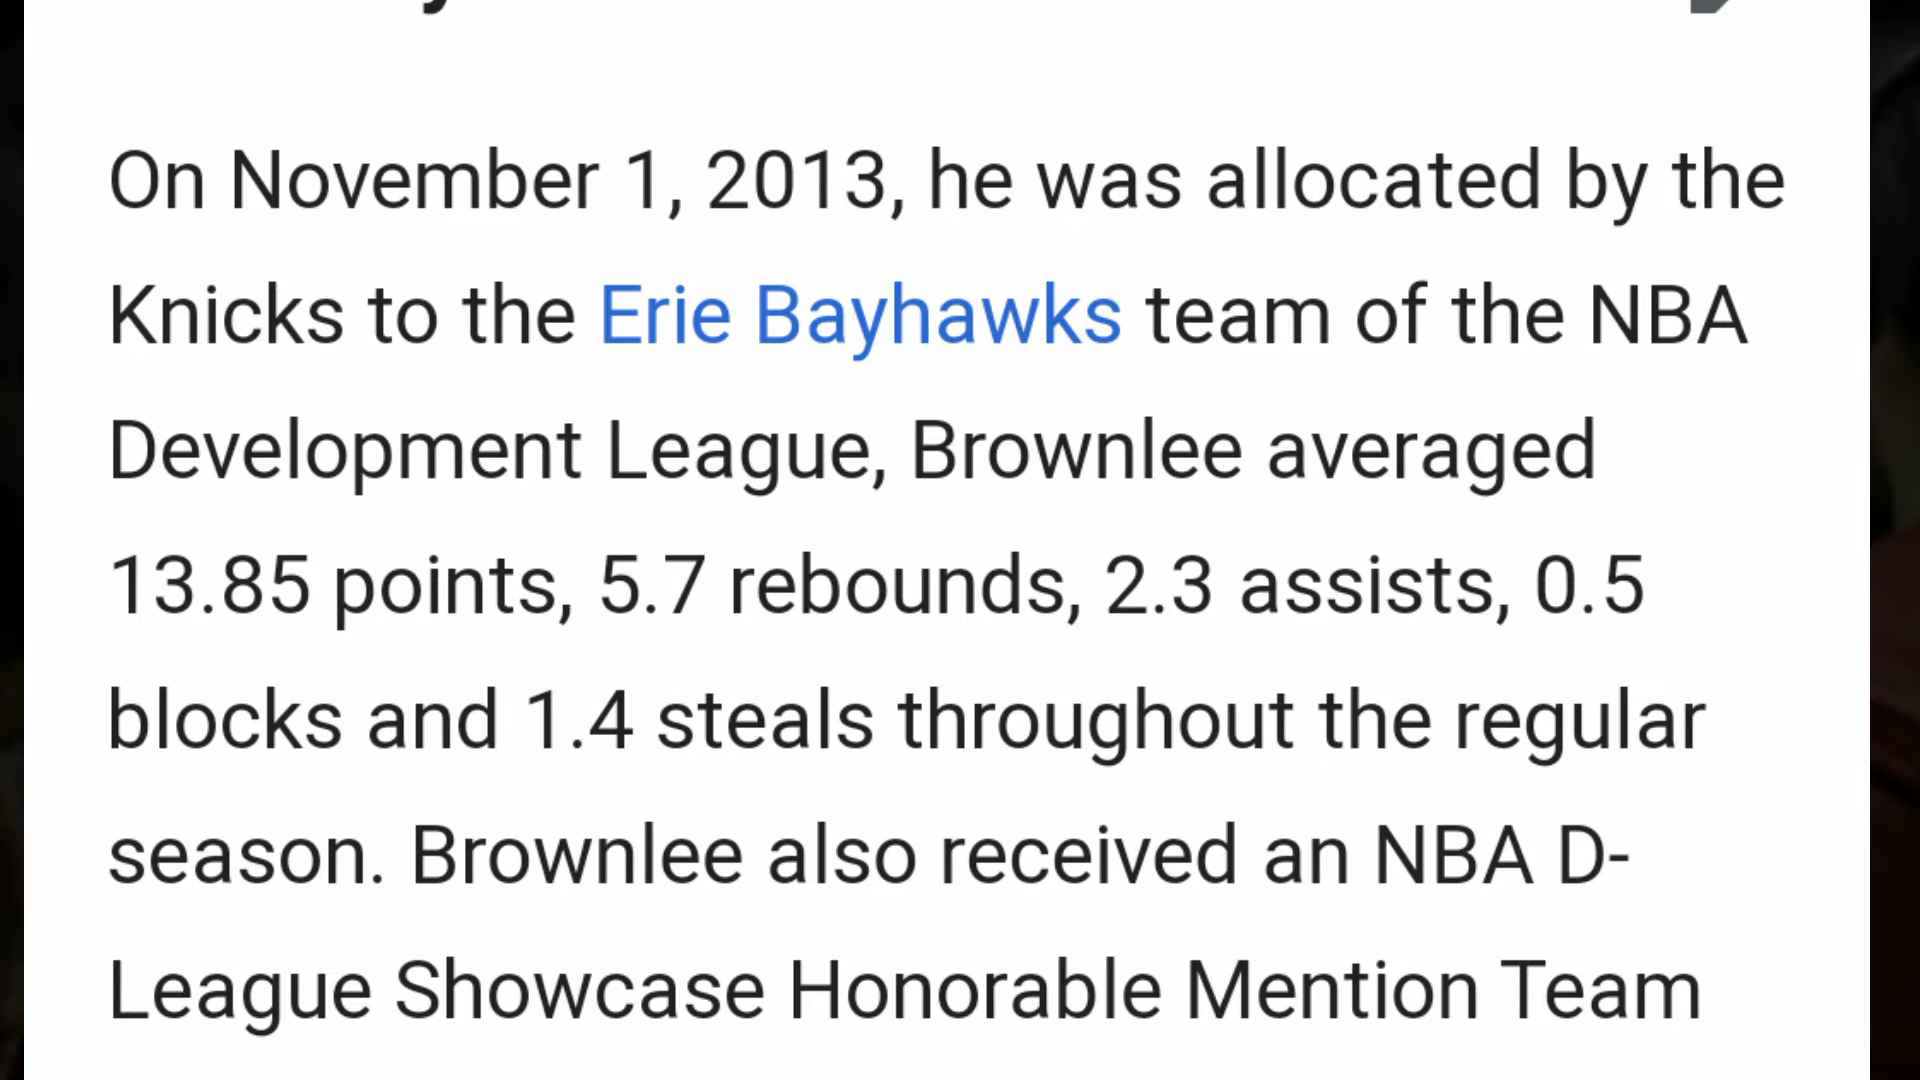 On November 1, 2013, he was allocated by the
Knicks to the Erie Bayhawks team of the NBA
Development League, Brownlee averaged
13.85 points, 5.7 rebounds, 2.3 assists, 0.5
blocks and 1.4 steals throughout the regular
season. Brownlee also received an NBA D-
League Showcase Honorable Mention Team